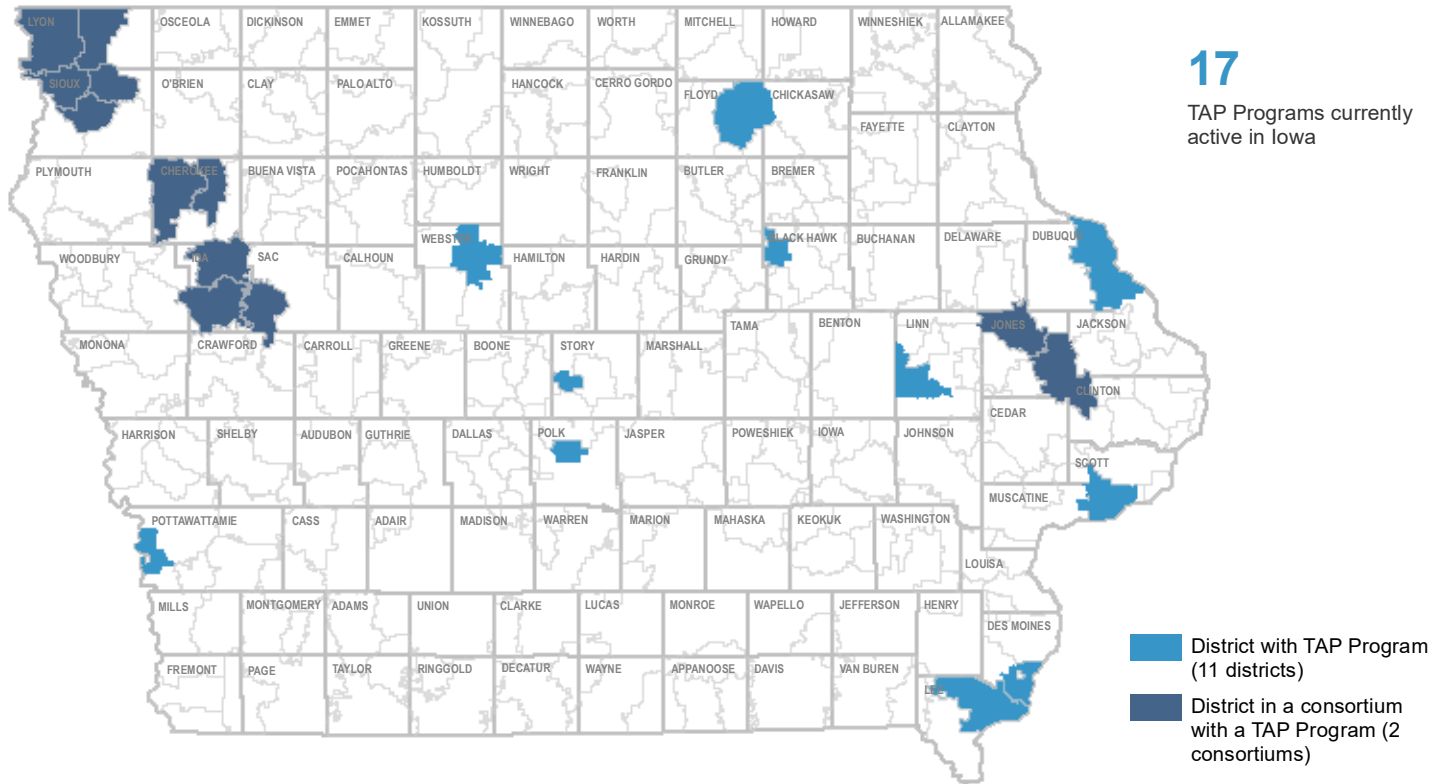 LYON
OSCEOLA
DICKINSON
EMMET
KOSSUTH
WINNEBAGO
WORTH
MITCHELL
HOWARD
WINNESHIEK
ALLAMAKEE
17
TAP Programs currently
active in Iowa
SIOUX
O'BRIEN
CLAY
PALO ALTO
HANCOCK
CERRO GORDO
FLOYD
CHICKASAW
FAYETTE
CLAYTON
PLYMOUTH
CHEROKEE
BUENA VISTA
POCAHONTAS
HUMBOLDT
WRIGHT
FRANKLIN
BUTLER
BREMER
WEBSTER
BLACK HAWK
BUCHANAN
DELAWARE
DUBUQUE
WOODBURY
IDA
SAC
CALHOUN
HAMILTON
HARDIN
GRUNDY
TAMA
BENTON
LINN
JONES
JACKSON
MONONA
CRAWFORD
CARROLL
GREENE
BOONE
STORY
MARSHALL
CLINTON
CEDAR
HARRISON
SHELBY
AUDUBON
GUTHRIE
DALLAS
POLK
JASPER
POWESHIEK
IOWA
JOHNSON
SCOTT
MUSCATINE
POTTAWATTAMIE
CASS
ADAIR
MADISON
WARREN
MARION
MAHASKA
KEOKUK
WASHINGTON
LOUISA
MILLS
MONTGOMERY
ADAMS
UNION
CLARKE
LUCAS
MONROE
WAPELLO
JEFFERSON
HENRY
DES MOINES
FREMONT
PAGE
TAYLOR
RINGGOLD
DECATUR
WAYNE
APPANOOSE
DAVIS
VAN BUREN
LEE
District with TAP Program
(11 districts)
District in a consortium
with a TAP Program (2
consortiums)